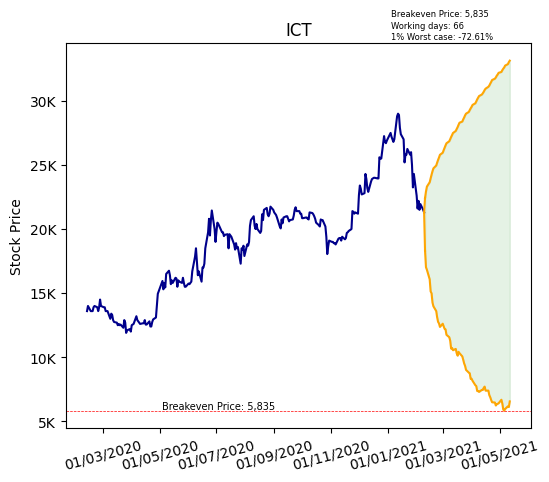 Breakeven Price: 5,835
Working days: 66
1% Worst case: -72.61%
ICT
Stock Price
30K
25K
20K
15K
10K
5K
Breakeven Price: 5,835
01/03/2020
01/05/2020
01/07/2020
01/09/2020
01/11/2020
01/01/2021
01/03/2021
01/05/2021